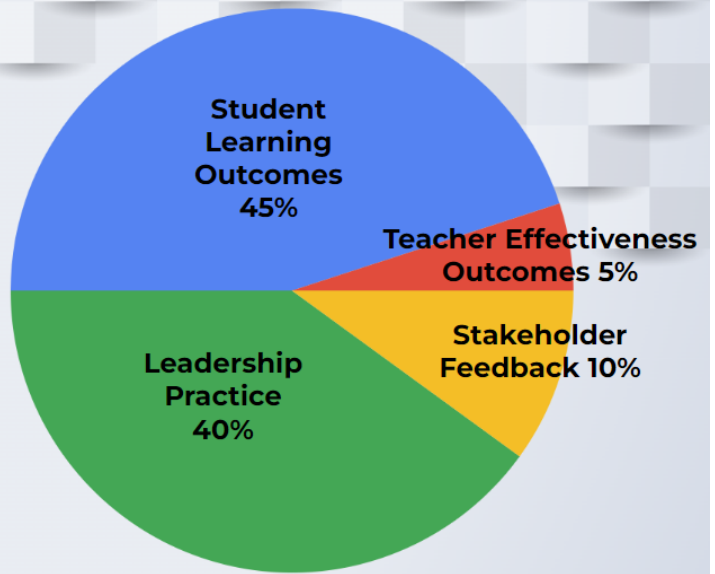 Student
Learning
Outcomes
45%
Teacher Effectiveness
Outcomes 5%
Stakeholder
Feedback 10%
Leadership
Practice
40%